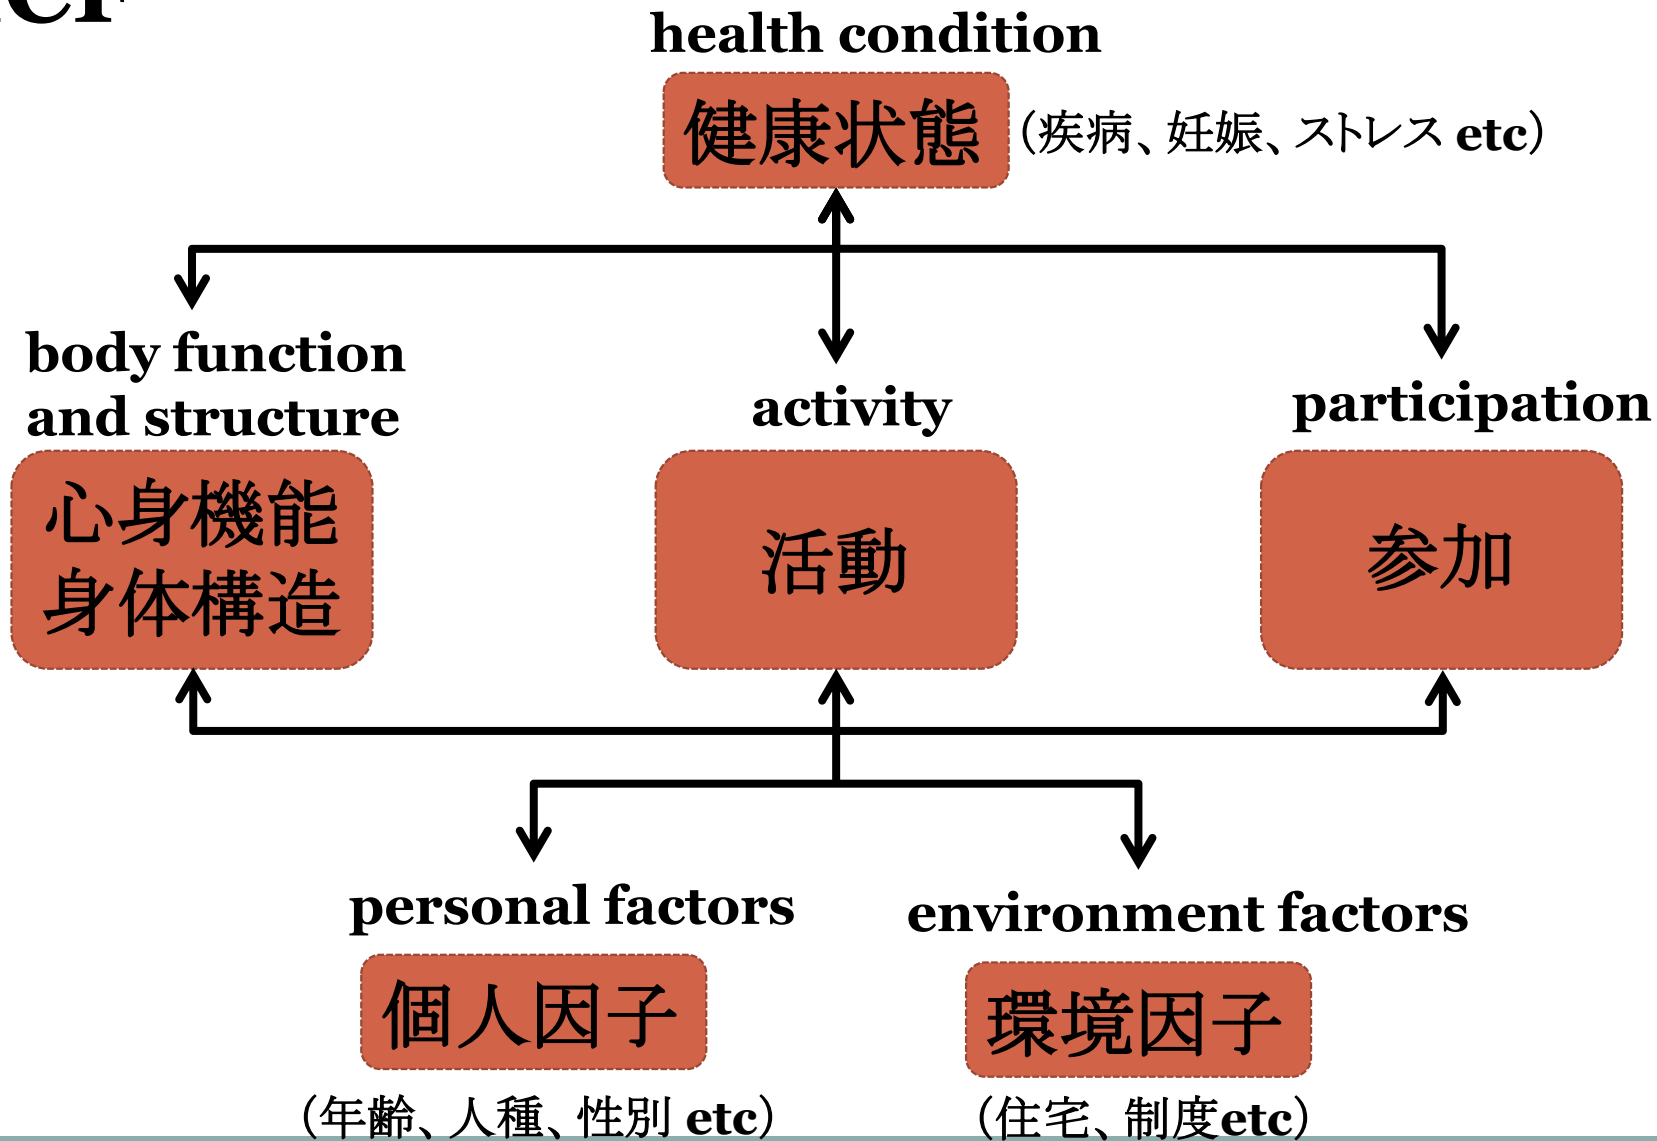 health condition
健康状態
（疾病、妊娠、ストレス etc）
body function
and structure
心身機能
身体構造
activity
活動
participation
参加
personal factors
個人因子
（年齢、人種、性別 etc）
environment factors
環境因子
（住宅、制度etc）